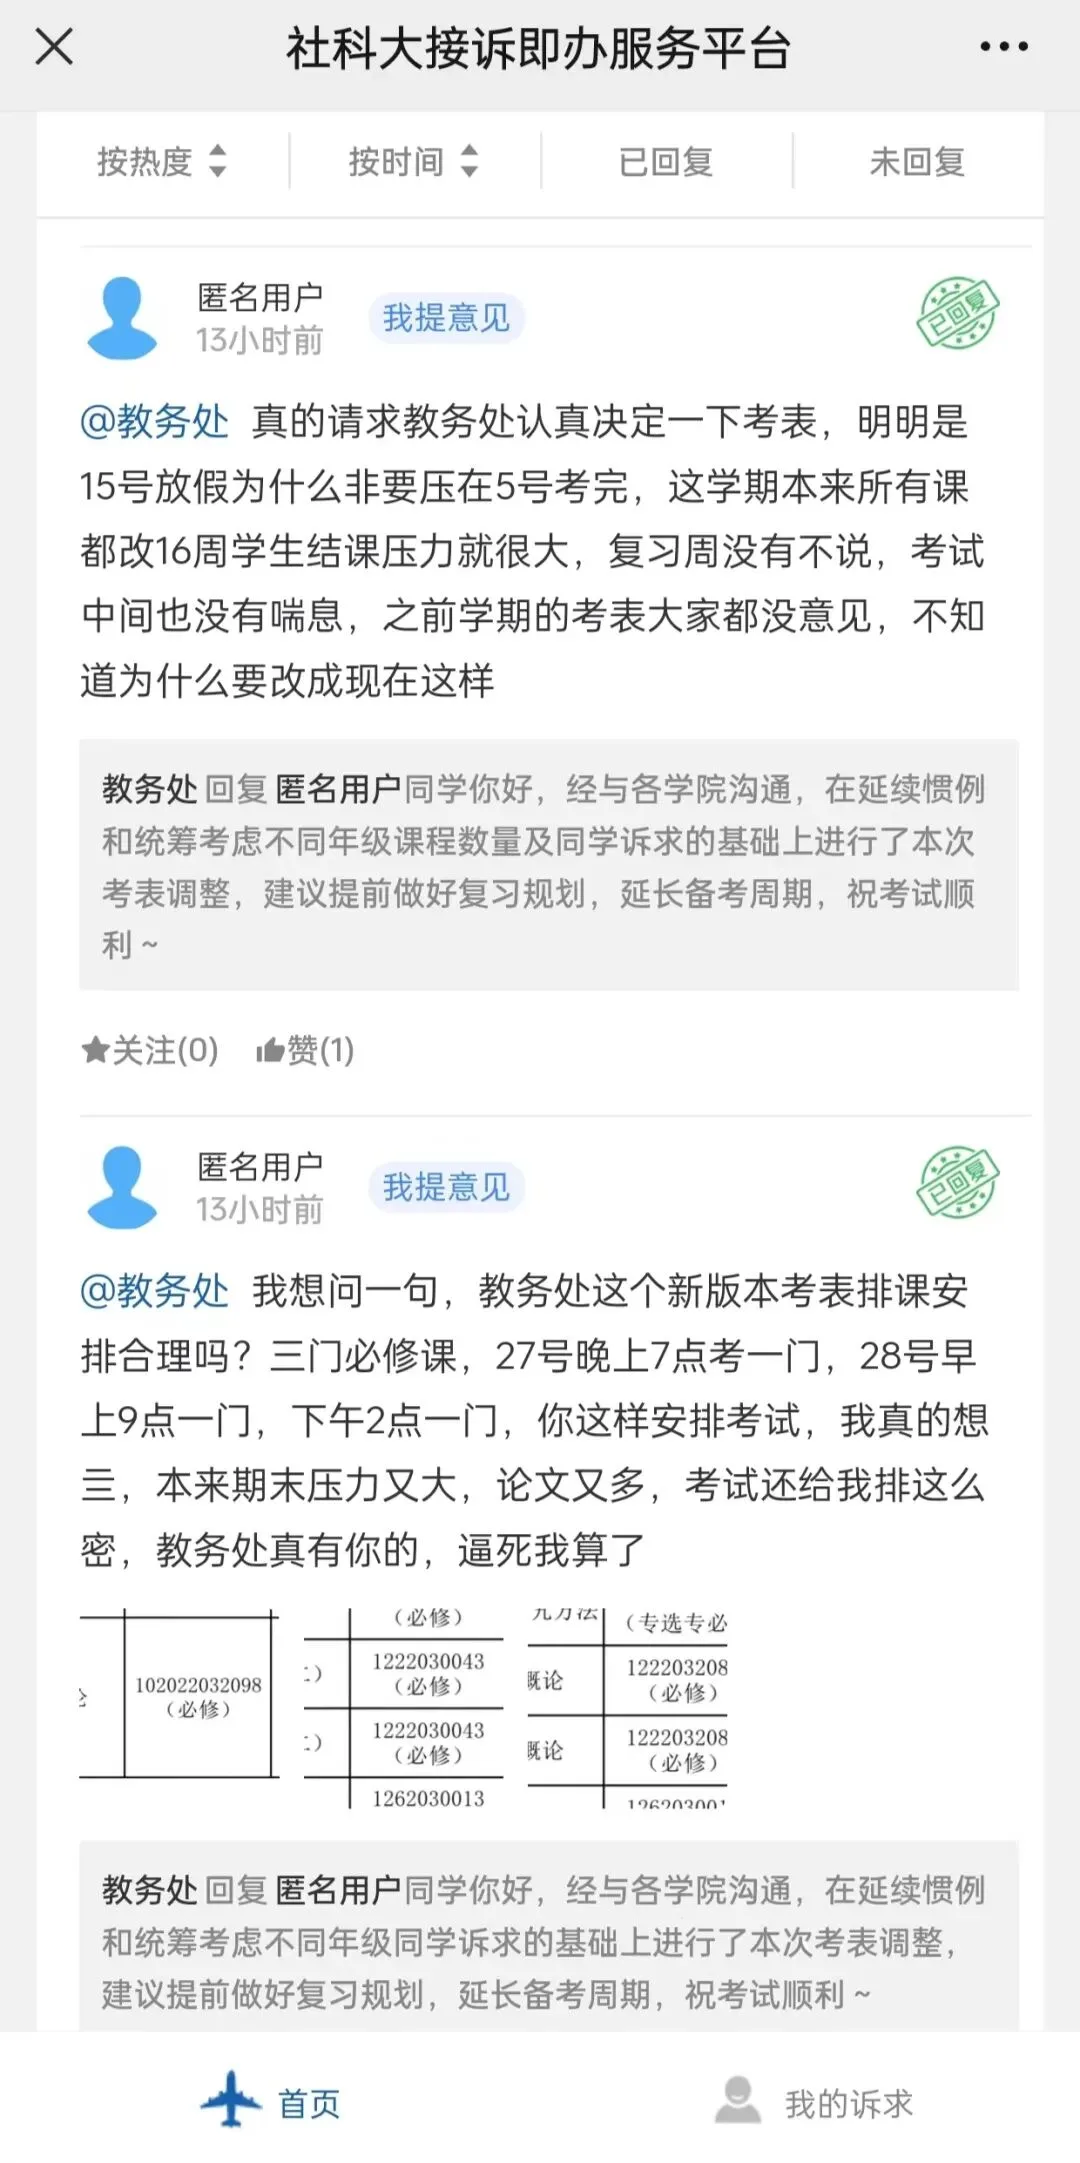 社科大接诉即办服务平台
按热度 按时间 已回复 未回复
匿名用户
13小时前
我提意见
已回复
@教务处 真的请求教务处认真决定一下考表，明明是
15号放假为什么非要压在5号考完，这学期本来所有课
都改16周学生结课压力就很大，复习周没有不说，考试
中间也没有喘息，之前学期的考表大家都没意见，不知
道为什么要改成现在这样
教务处 回复 匿名用户同学你好，经与各学院沟通，在延续惯例
和统筹考虑不同年级课程数量及同学诉求的基础上进行了本次
考表调整，建议提前做好复习规划，延长备考周期，祝考试顺
利～
关注(0) 赞(1)
匿名用户
13小时前
我提意见
已回复
@教务处 我想问一句，教务处这个新版本考表排课安
排合理吗？三门必修课，27号晚上7点考一门，28号早
上9点一门，下午2点一门，你这样安排考试，我真的想
亖，本来期末压力又大，论文又多，考试还给我排这么
密，教务处真有你的，逼死我算了
102022032098
（必修）
（必修）
1222030043
（必修）
1222030043
（必修）
1262030013
究方法
（专选专必
概论
122203208
（必修）
概论
122203208
（必修）
教务处 回复 匿名用户同学你好，经与各学院沟通，在延续惯例
和统筹考虑不同年级同学诉求的基础上进行了本次考表调整，
建议提前做好复习规划，延长备考周期，祝考试顺利～
首页 我的诉求